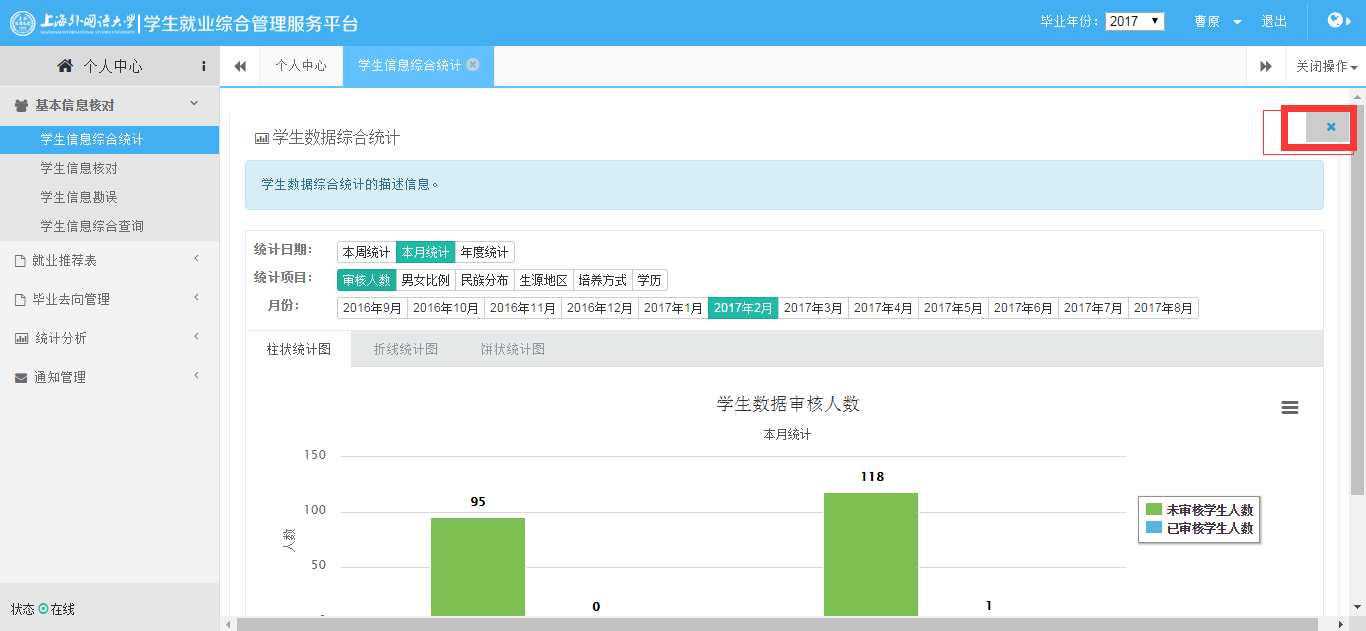 上海外国语大学 学生就业综合管理服务平台
SHANGHAI INTERNATIONAL STUDIES UNIVERSITY
毕业年份： 2017 曹原 退出
个人中心
个人中心 学生信息综合统计
关闭操作
基本信息核对
学生信息综合统计
学生信息核对
学生信息勘误
学生信息综合查询
就业推荐表
毕业去向管理
统计分析
通知管理
状态 在线
学生数据综合统计
学生数据综合统计的描述信息。
统计日期： 本周统计 本月统计 年度统计
统计项目： 审核人数 男女比例 民族分布 生源地区 培养方式 学历
月份： 2016年9月 2016年10月 2016年11月 2016年12月 2017年1月 2017年2月 2017年3月 2017年4月 2017年5月 2017年6月 2017年7月 2017年8月
柱状统计图 折线统计图 饼状统计图
学生数据审核人数
本月统计
人数
150
100
50
95
0
118
1
未审核学生人数
已审核学生人数